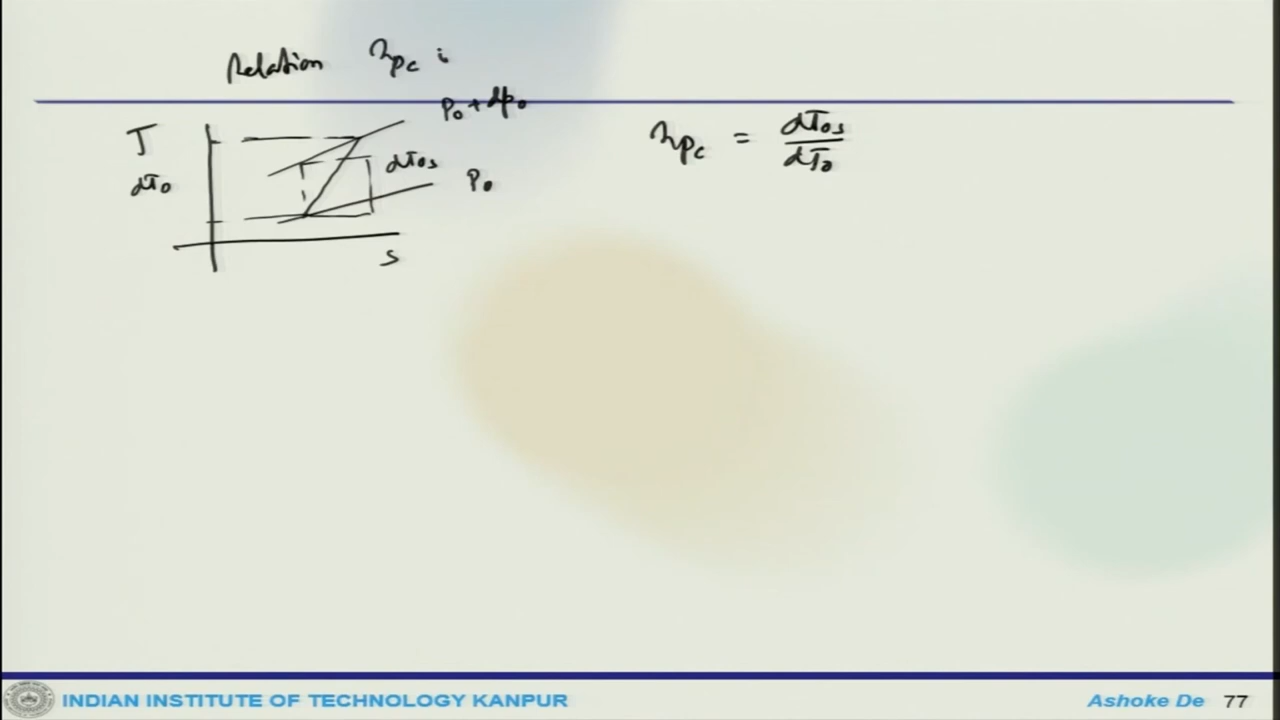 Relation ηpc i
p₀ + dp₀
T
dT₀
dT₀s
p₀
s
ηpc = dT₀s / dT₀
INDIAN INSTITUTE OF TECHNOLOGY KANPUR
Ashoke De 77